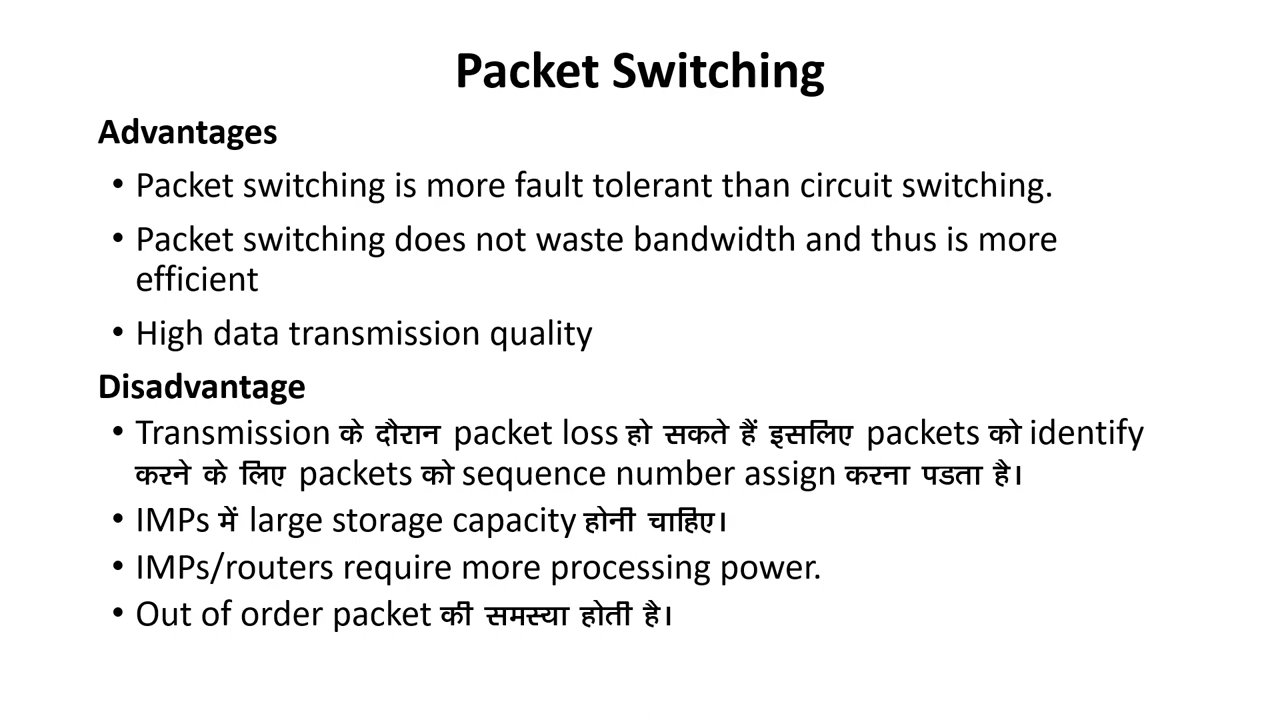 Packet Switching
Advantages
• Packet switching is more fault tolerant than circuit switching.
• Packet switching does not waste bandwidth and thus is more
efficient
• High data transmission quality
Disadvantage
• Transmission के दौरान packet loss हो सकते हैं इसलिए packets को identify
करने के लिए packets को sequence number assign करना पडता है।
• IMPs में large storage capacity होनी चाहिए।
• IMPs/routers require more processing power.
• Out of order packet की समस्या होती है।